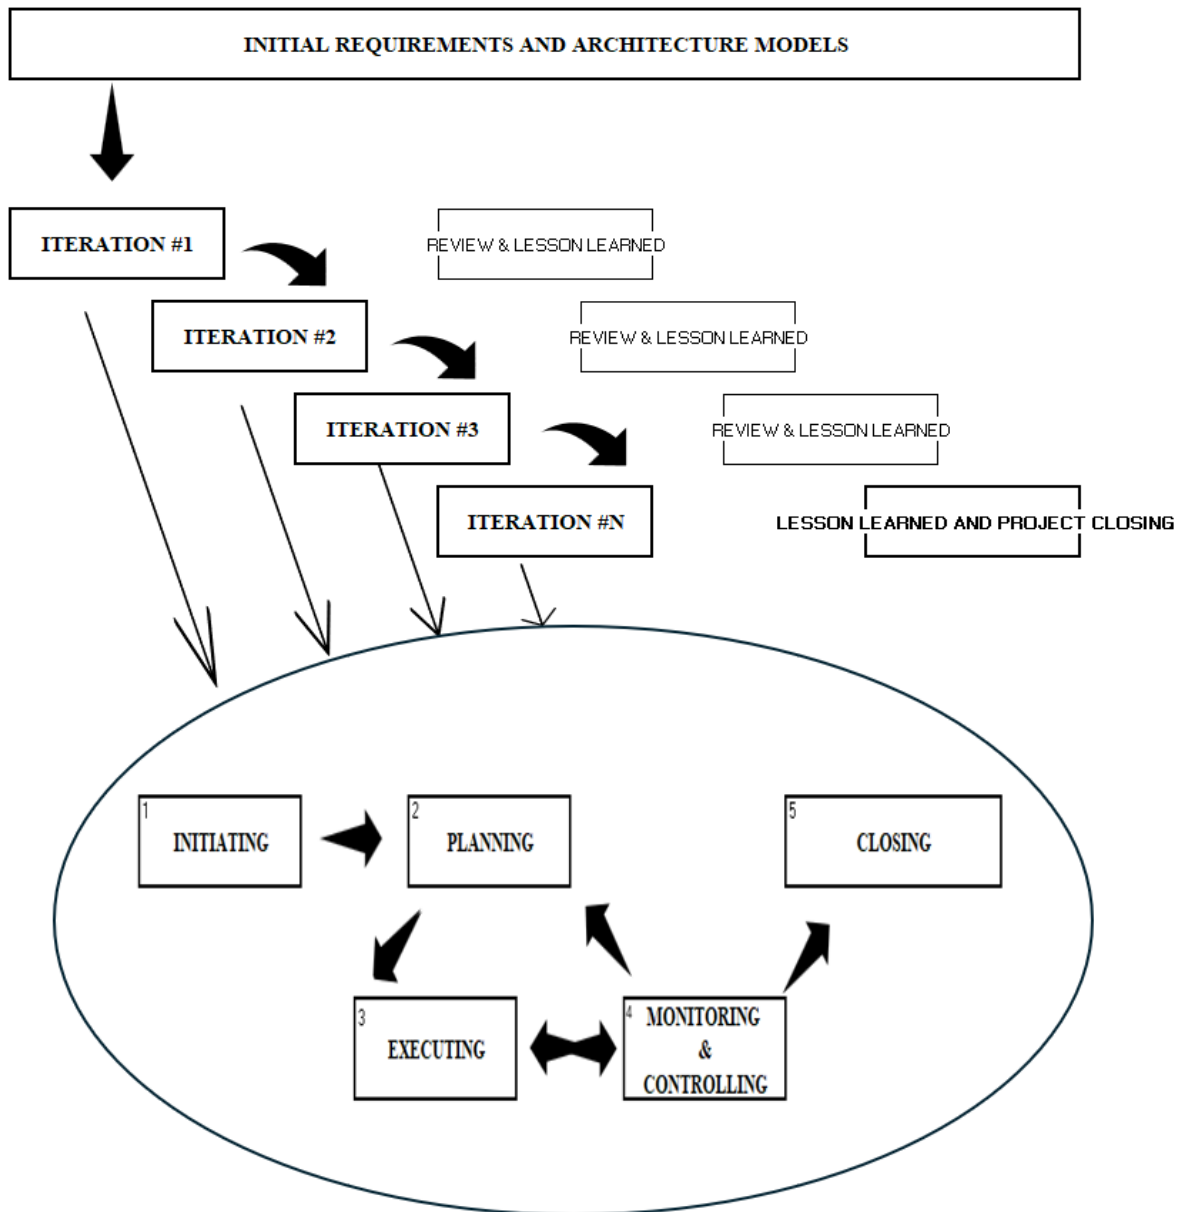 INITIAL REQUIREMENTS AND ARCHITECTURE MODELS
ITERATION #1
REVIEW & LESSON LEARNED
ITERATION #2
REVIEW & LESSON LEARNED
ITERATION #3
REVIEW & LESSON LEARNED
ITERATION #N
LESSON LEARNED AND PROJECT CLOSING
1
INITIATING
2
PLANNING
5
CLOSING
3
EXECUTING
4
MONITORING
&
CONTROLLING